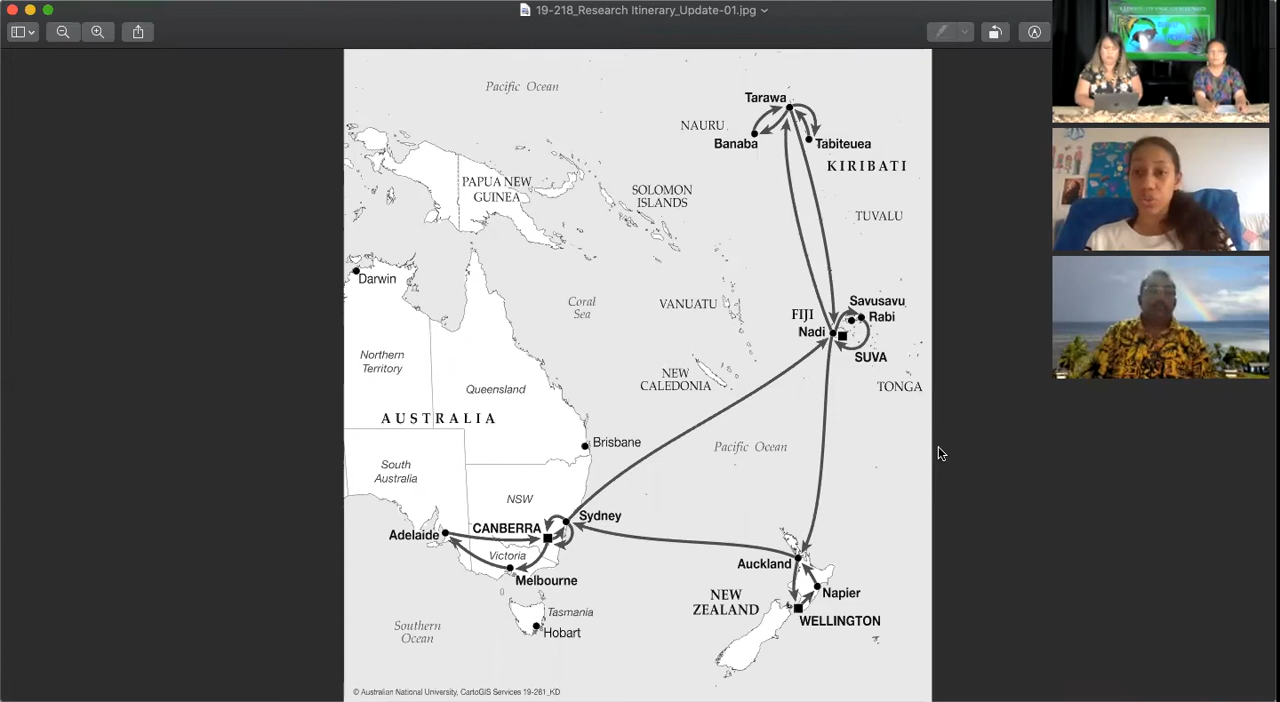 19-218_Research Itinerary_Update-01.jpg
Pacific Ocean
Tarawa
NAURU
Banaba
Tabiteuea
KIRIBATI
PAPUA NEW
GUINEA
SOLOMON
ISLANDS
TUVALU
Darwin
Coral
Sea
VANUATU
Savusavu
FIJI
Rabi
Nadi
SUVA
Northern
Territory
Queensland
NEW
CALEDONIA
TONGA
AUSTRALIA
Brisbane
Pacific Ocean
South
Australia
NSW
Sydney
CANBERRA
Adelaide
Victoria
Melbourne
Auckland
Napier
NEW
ZEALAND
WELLINGTON
Tasmania
Hobart
Southern
Ocean
© Australian National University, CartoGIS Services 19-261_KD